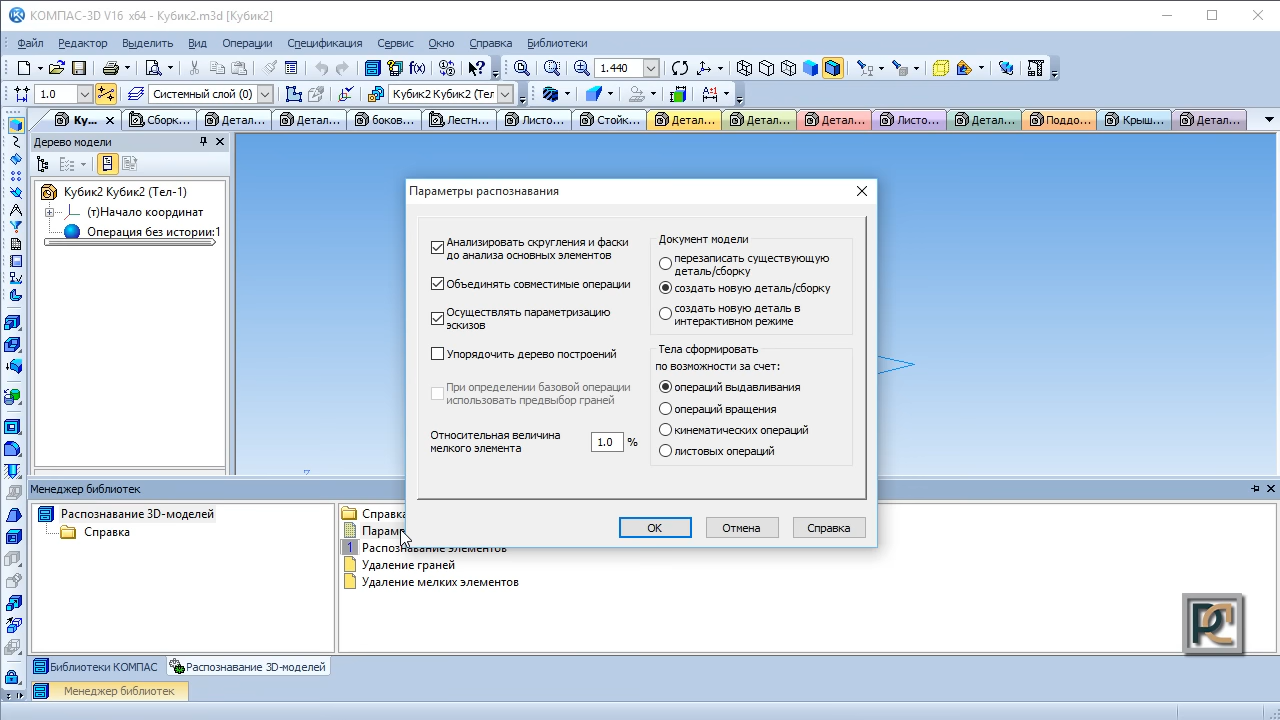 КОМПАС-3D V16 x64 - Кубик2.m3d [Кубик2]
Файл Редактор Выделить Вид Операции Спецификация Сервис Окно Справка Библиотеки
f(x) 1.440
1.0 Системный слой (0) Кубик2 Кубик2 (Тел
Ку... Сборк... Детал... Детал... боков... Лестн... Листо... Стойк... Детал... Детал... Детал... Листо... Детал... Поддо... Крыш... Детал...
Дерево модели
Кубик2 Кубик2 (Тел-1)
(т)Начало координат
Операция без истории:1
Параметры распознавания
Анализировать скругления и фаски
до анализа основных элементов
Объединять совместимые операции
Осуществлять параметризацию
эскизов
Упорядочить дерево построений
При определении базовой операции
использовать предвыбор граней
Относительная величина
мелкого элемента
1.0 %
Документ модели
перезаписать существующую
деталь/сборку
создать новую деталь/сборку
создать новую деталь в
интерактивном режиме
Тела сформировать
по возможности за счет:
операций выдавливания
операций вращения
кинематических операций
листовых операций
OK Отмена Справка
Менеджер библиотек
Распознавание 3D-моделей
Справка
Справка
Парам
1 Распознавание элементов
Удаление граней
Удаление мелких элементов
Библиотеки КОМПАС Распознавание 3D-моделей
Менеджер библиотек